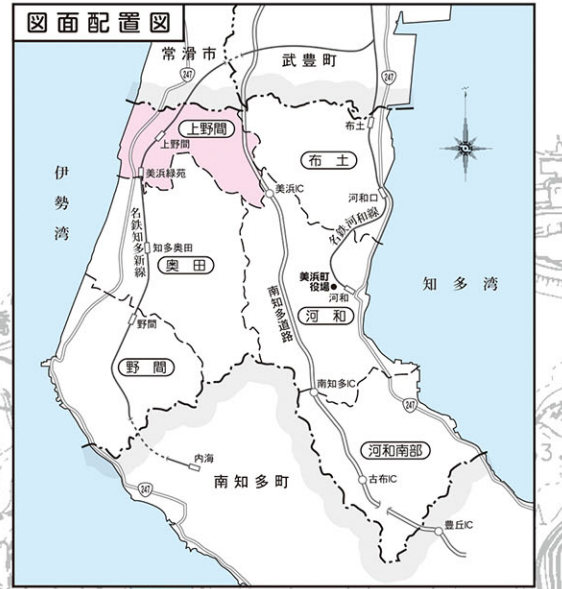 図面配置図
常滑市
武豊町
247
247
上野間
上野間
布土
布土
伊勢湾
美浜緑苑
美浜IC
河和口
名鉄知多新線
名鉄河和線
知多奥田
奥田
美浜町
役場
河和
知多湾
南知多道路
河和
野間
野間
南知多IC
247
河和南部
内海
南知多町
古布IC
247
豊丘IC
3